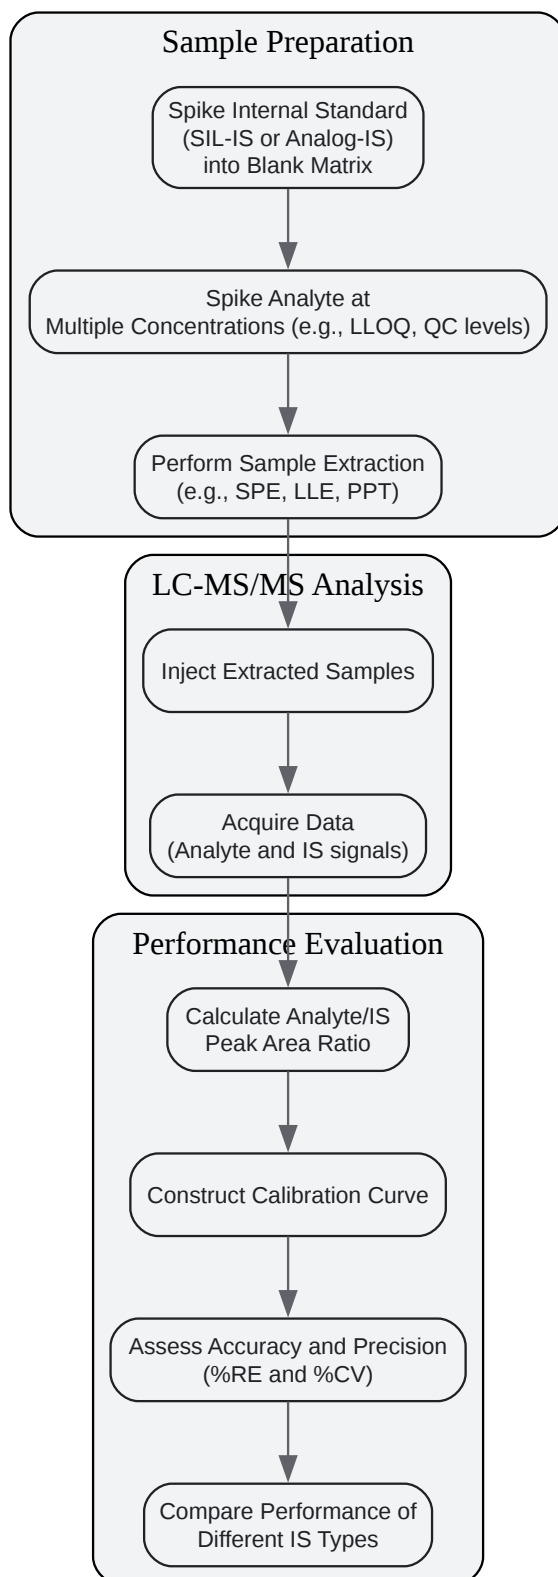 Sample Preparation
Spike Internal Standard
(SIL-IS or Analog-IS)
into Blank Matrix
Spike Analyte at
Multiple Concentrations (e.g., LLOQ, QC levels)
Perform Sample Extraction
(e.g., SPE, LLE, PPT)
LC-MS/MS Analysis
Inject Extracted Samples
Acquire Data
(Analyte and IS signals)
Performance Evaluation
Calculate Analyte/IS
Peak Area Ratio
Construct Calibration Curve
Assess Accuracy and Precision
(%RE and %CV)
Compare Performance of
Different IS Types